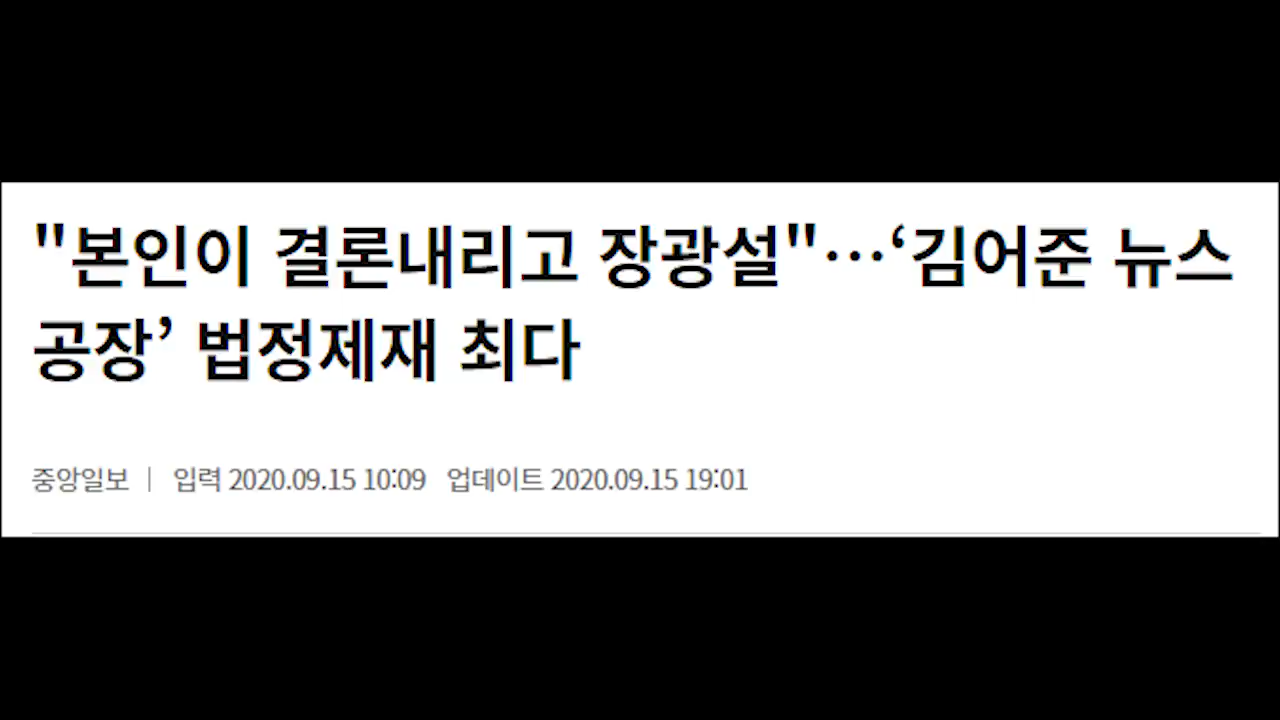 "본인이 결론내리고 장광설"…‘김어준 뉴스
공장’ 법정제재 최다
중앙일보 | 입력 2020.09.15 10:09 업데이트 2020.09.15 19:01